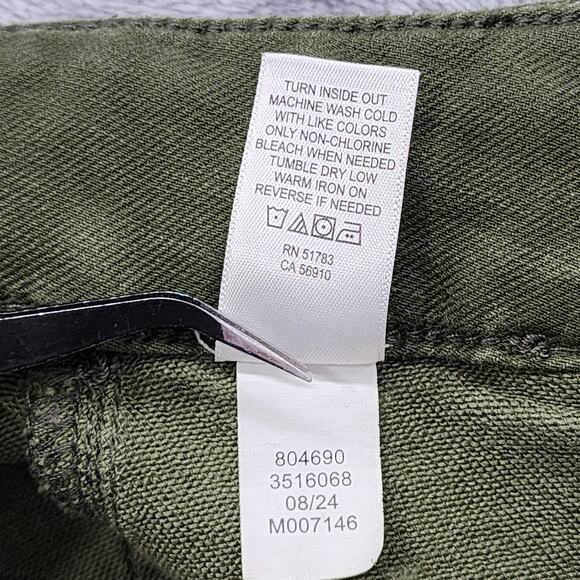 TURN INSIDE OUT
MACHINE WASH COLD
WITH LIKE COLORS
ONLY NON-CHLORINE
BLEACH WHEN NEEDED
TUMBLE DRY LOW
WARM IRON ON
REVERSE IF NEEDED
RN 51783
CA 56910
804690
3516068
08/24
M007146